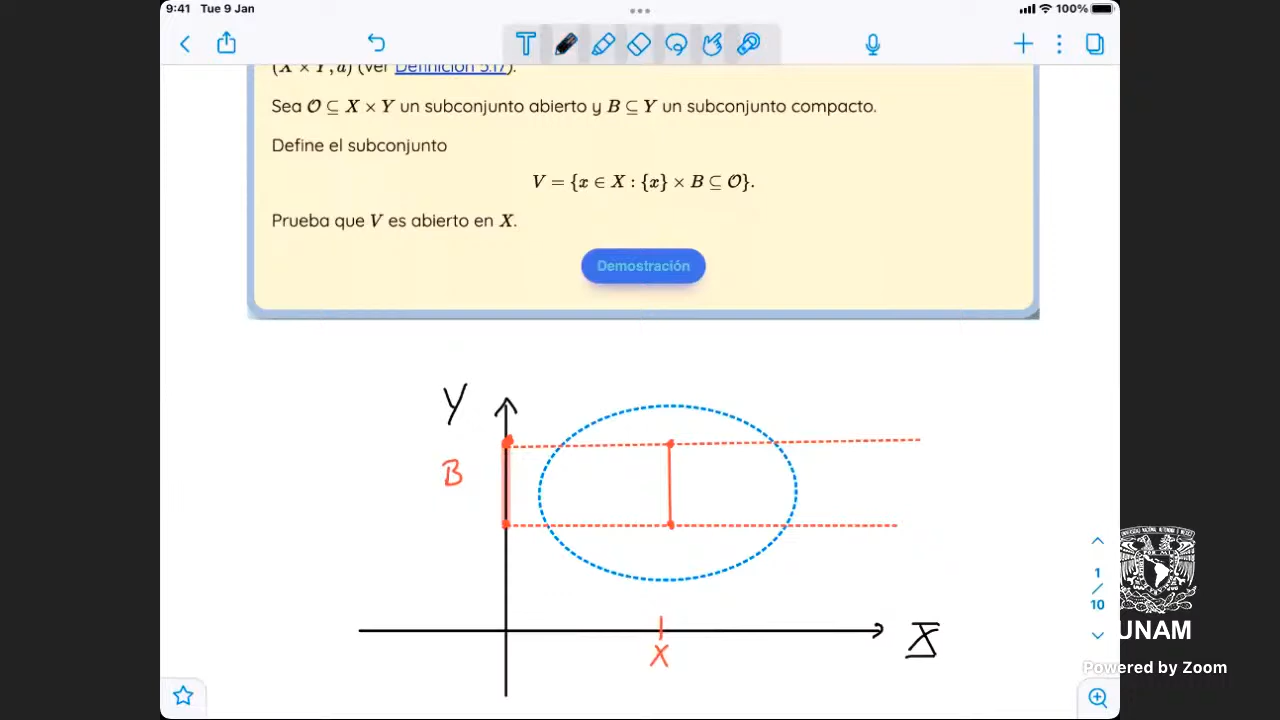 9:41 Tue 9 Jan
100%
(X × Y, d) (Ver Definición 5.17).
Sea 𝒪 ⊆ X × Y un subconjunto abierto y B ⊆ Y un subconjunto compacto.
Define el subconjunto
V = {x ∈ X : {x} × B ⊆ 𝒪}.
Prueba que V es abierto en X.
Demostración
Y
B
X
x
1
/
10
UNAM
Powered by Zoom